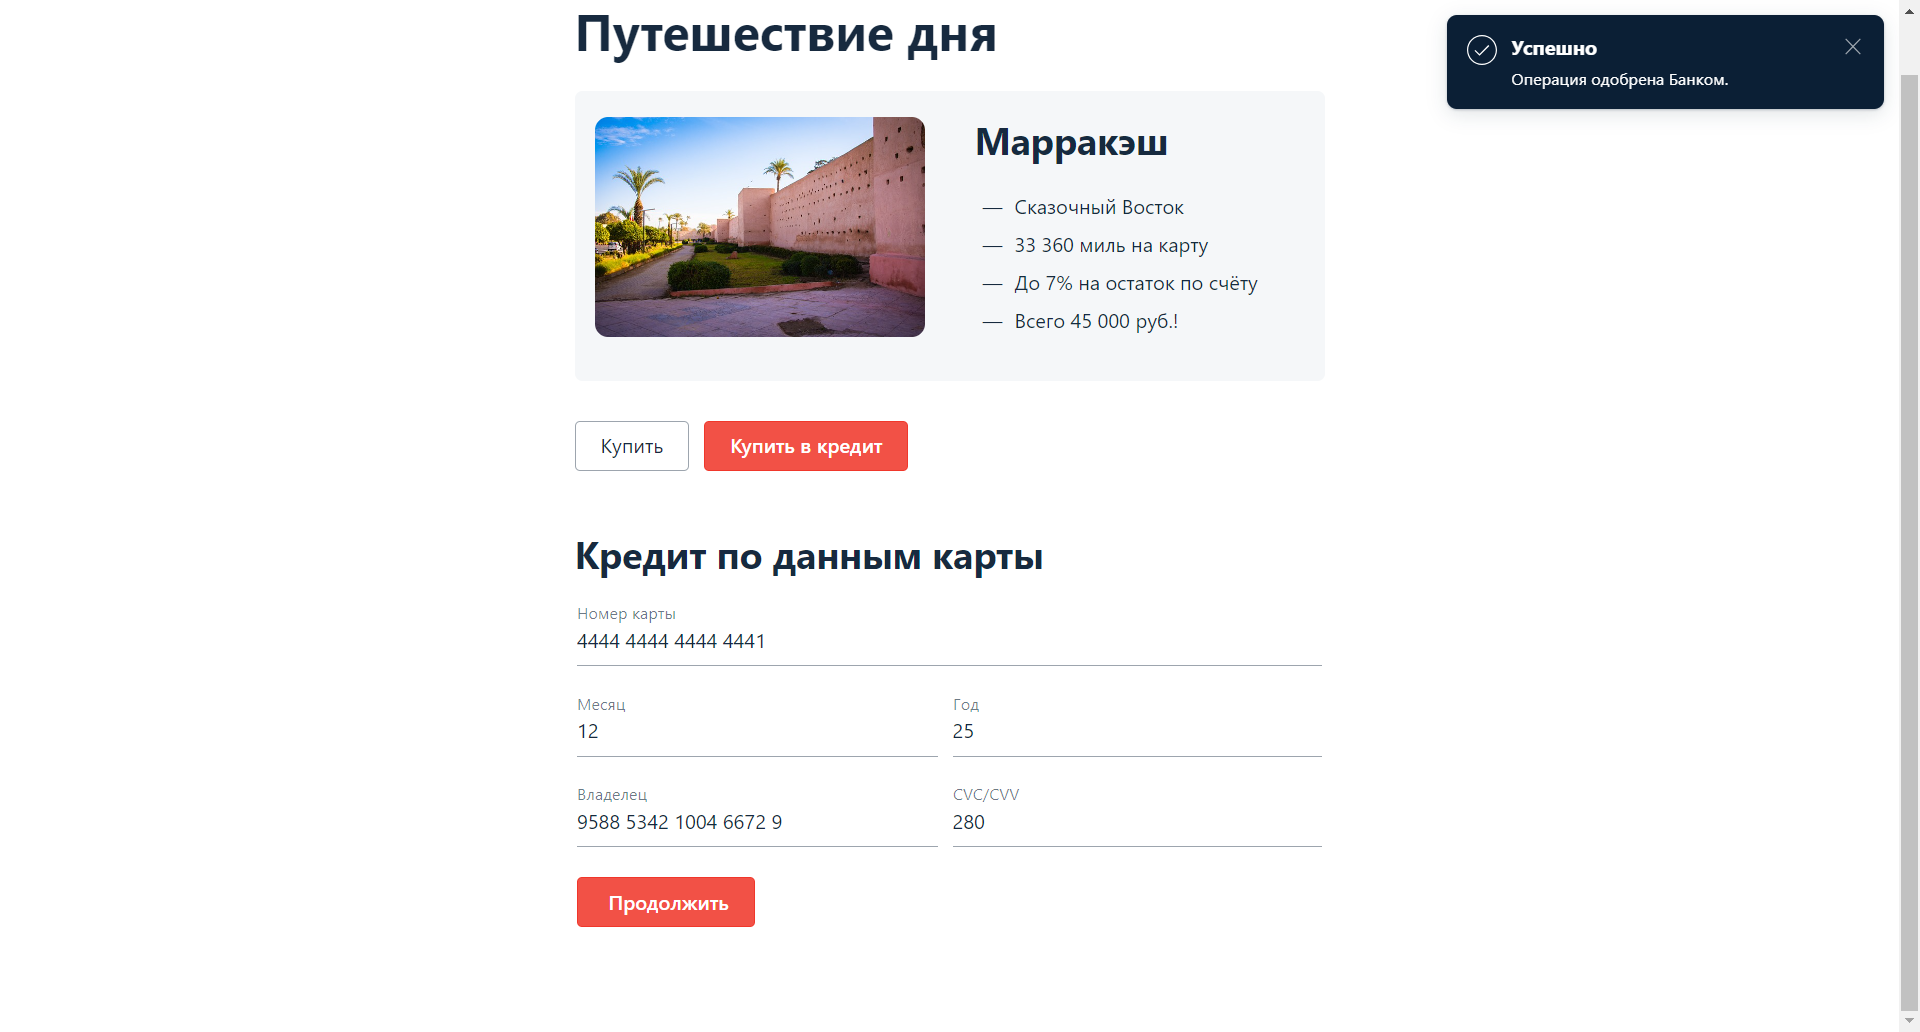 Путешествие дня
Успешно
Операция одобрена Банком.
Марракэш
— Сказочный Восток
— 33 360 миль на карту
— До 7% на остаток по счёту
— Всего 45 000 руб.!
Купить
Купить в кредит
Кредит по данным карты
Номер карты
4444 4444 4444 4441
Месяц
Год
12
25
Владелец
CVC/CVV
9588 5342 1004 6672 9
280
Продолжить